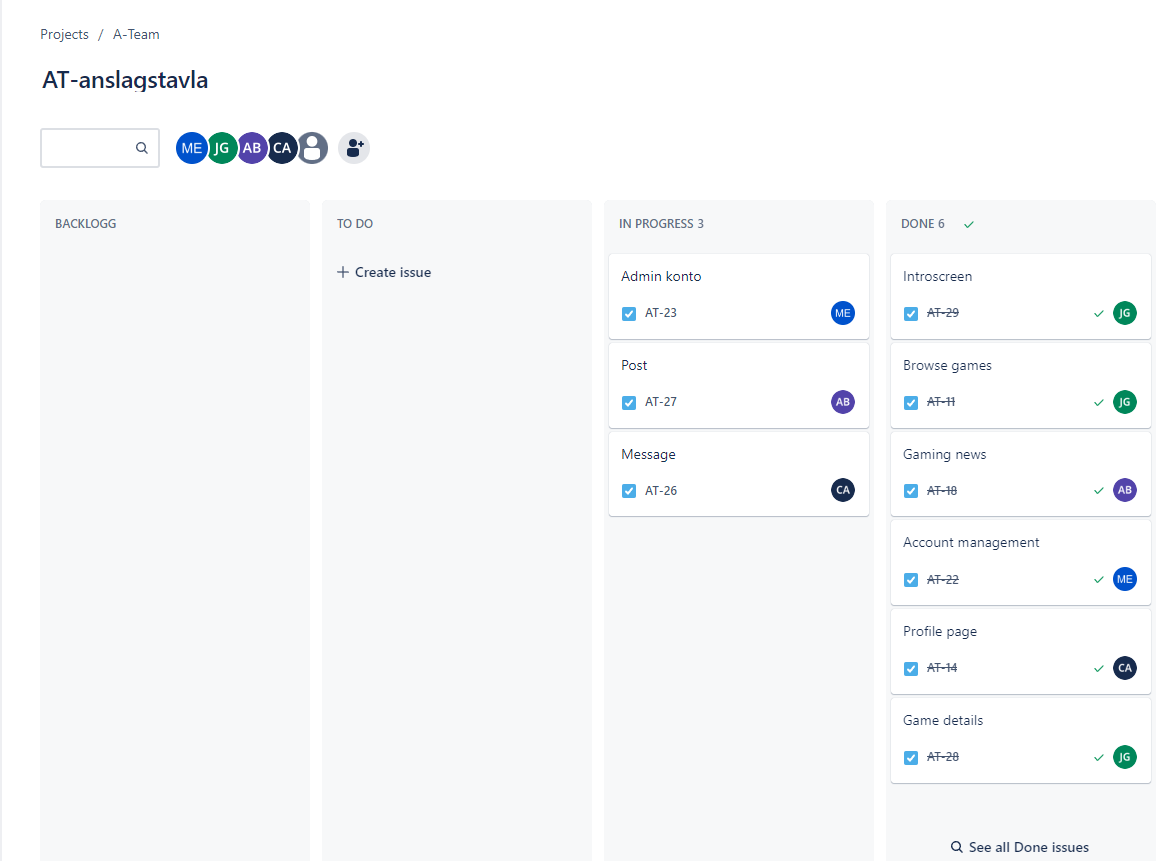 Projects / A-Team
AT-anslagstavla
ME JG AB CA
BACKLOGG
TO DO
+ Create issue
IN PROGRESS 3
Admin konto
AT-23 ME
Post
AT-27 AB
Message
AT-26 CA
DONE 6
Introscreen
AT-29 JG
Browse games
AT-11 JG
Gaming news
AT-18 AB
Account management
AT-22 ME
Profile page
AT-14 CA
Game details
AT-28 JG
See all Done issues